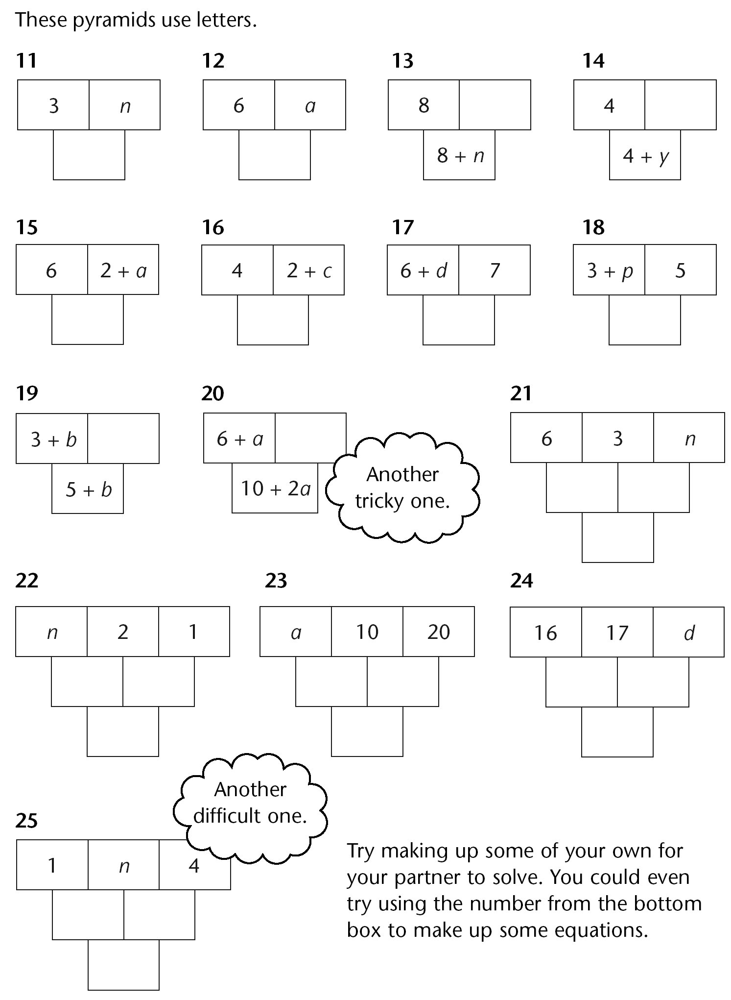 These pyramids use letters.
11 12 13 14
3 n 6 a 8 4
8 + n 4 + y
15 16 17 18
6 2 + a 4 2 + c 6 + d 7 3 + p 5
19 20 21
3 + b 6 + a 6 3 n
5 + b 10 + 2a
Another
tricky one.
22 23 24
n 2 1 a 10 20 16 17 d
Another
difficult one.
25
1 n 4
Try making up some of your own for
your partner to solve. You could even
try using the number from the bottom
box to make up some equations.